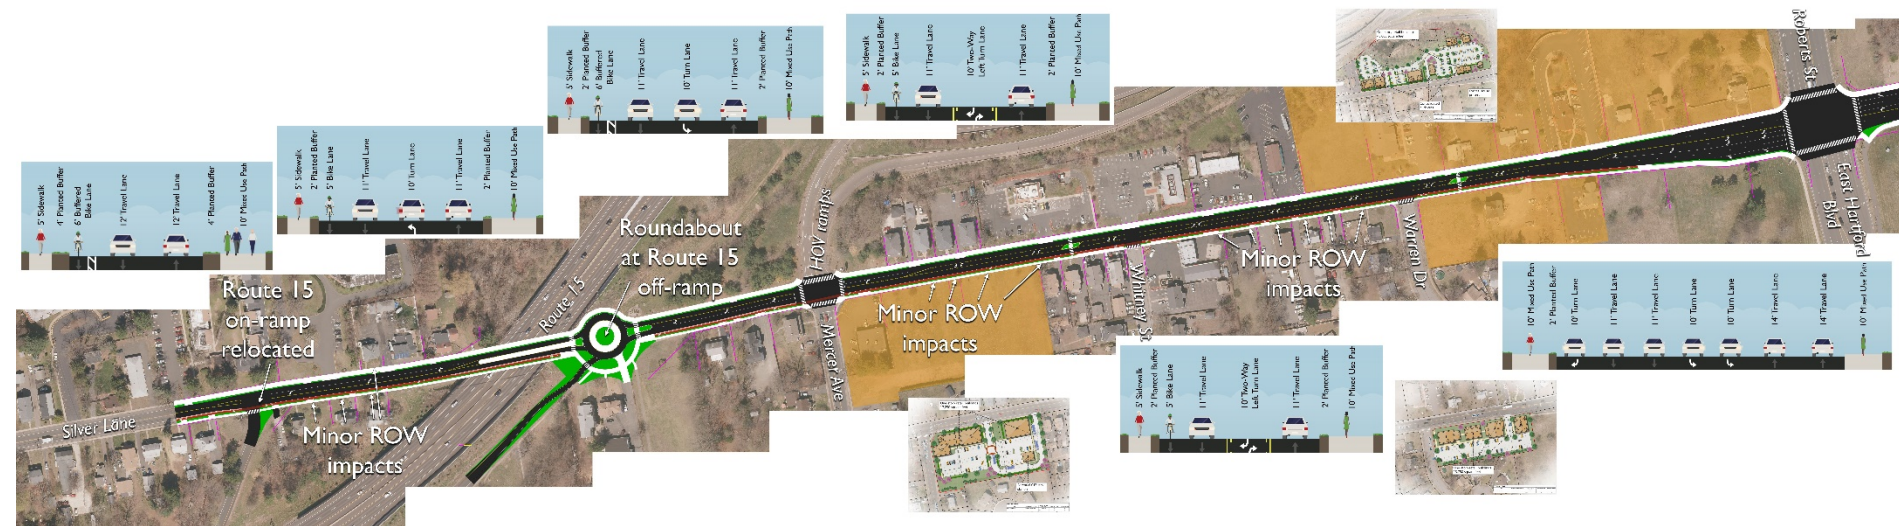 5' Sidewalk
4' Planted Buffer
6' Buffered
Bike Lane
12' Travel Lane
12' Travel Lane
4' Planted Buffer
10' Mixed Use Path
5' Sidewalk
2' Planted Buffer
5' Bike Lane
11' Travel Lane
10' Turn Lane
11' Travel Lane
2' Planted Buffer
10' Mixed Use Path
5' Sidewalk
2' Planted Buffer
6' Buffered
Bike Lane
11' Travel Lane
10' Turn Lane
11' Travel Lane
2' Planted Buffer
10' Mixed Use Path
5' Sidewalk
2' Planted Buffer
5' Bike Lane
11' Travel Lane
10' Two-Way
Left Turn Lane
11' Travel Lane
2' Planted Buffer
10' Mixed Use Path
Roberts St
East Hartford
Blvd
HOV ramps
Roundabout
at Route 15
off-ramp
Route 15
Route 15
on-ramp
relocated
Silver Lane
Minor ROW
impacts
Mercer Ave
Minor ROW
impacts
Whitney St
Minor ROW
impacts
Warren Dr
5' Sidewalk
2' Planted Buffer
5' Bike Lane
11' Travel Lane
10' Two-Way
Left Turn Lane
11' Travel Lane
2' Planted Buffer
10' Mixed Use Path
10' Mixed Use Path
2' Planted Buffer
10' Turn Lane
11' Travel Lane
11' Travel Lane
10' Turn Lane
10' Turn Lane
14' Travel Lane
14' Travel Lane
10' Mixed Use Path